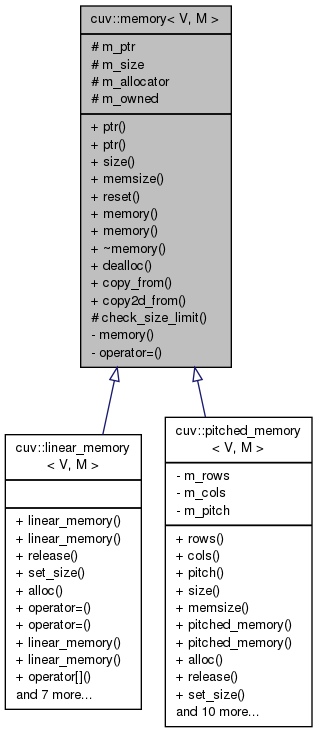 cuv::memory< V, M >
# m_ptr
# m_size
# m_allocator
# m_owned
+ ptr()
+ ptr()
+ size()
+ memsize()
+ reset()
+ memory()
+ memory()
+ ~memory()
+ dealloc()
+ copy_from()
+ copy2d_from()
# check_size_limit()
- memory()
- operator=()
cuv::linear_memory
< V, M >
+ linear_memory()
+ linear_memory()
+ release()
+ set_size()
+ alloc()
+ operator=()
+ operator=()
+ linear_memory()
+ linear_memory()
+ operator[]()
and 7 more...
cuv::pitched_memory
< V, M >
- m_rows
- m_cols
- m_pitch
+ rows()
+ cols()
+ pitch()
+ size()
+ memsize()
+ pitched_memory()
+ pitched_memory()
+ alloc()
+ release()
+ set_size()
and 10 more...